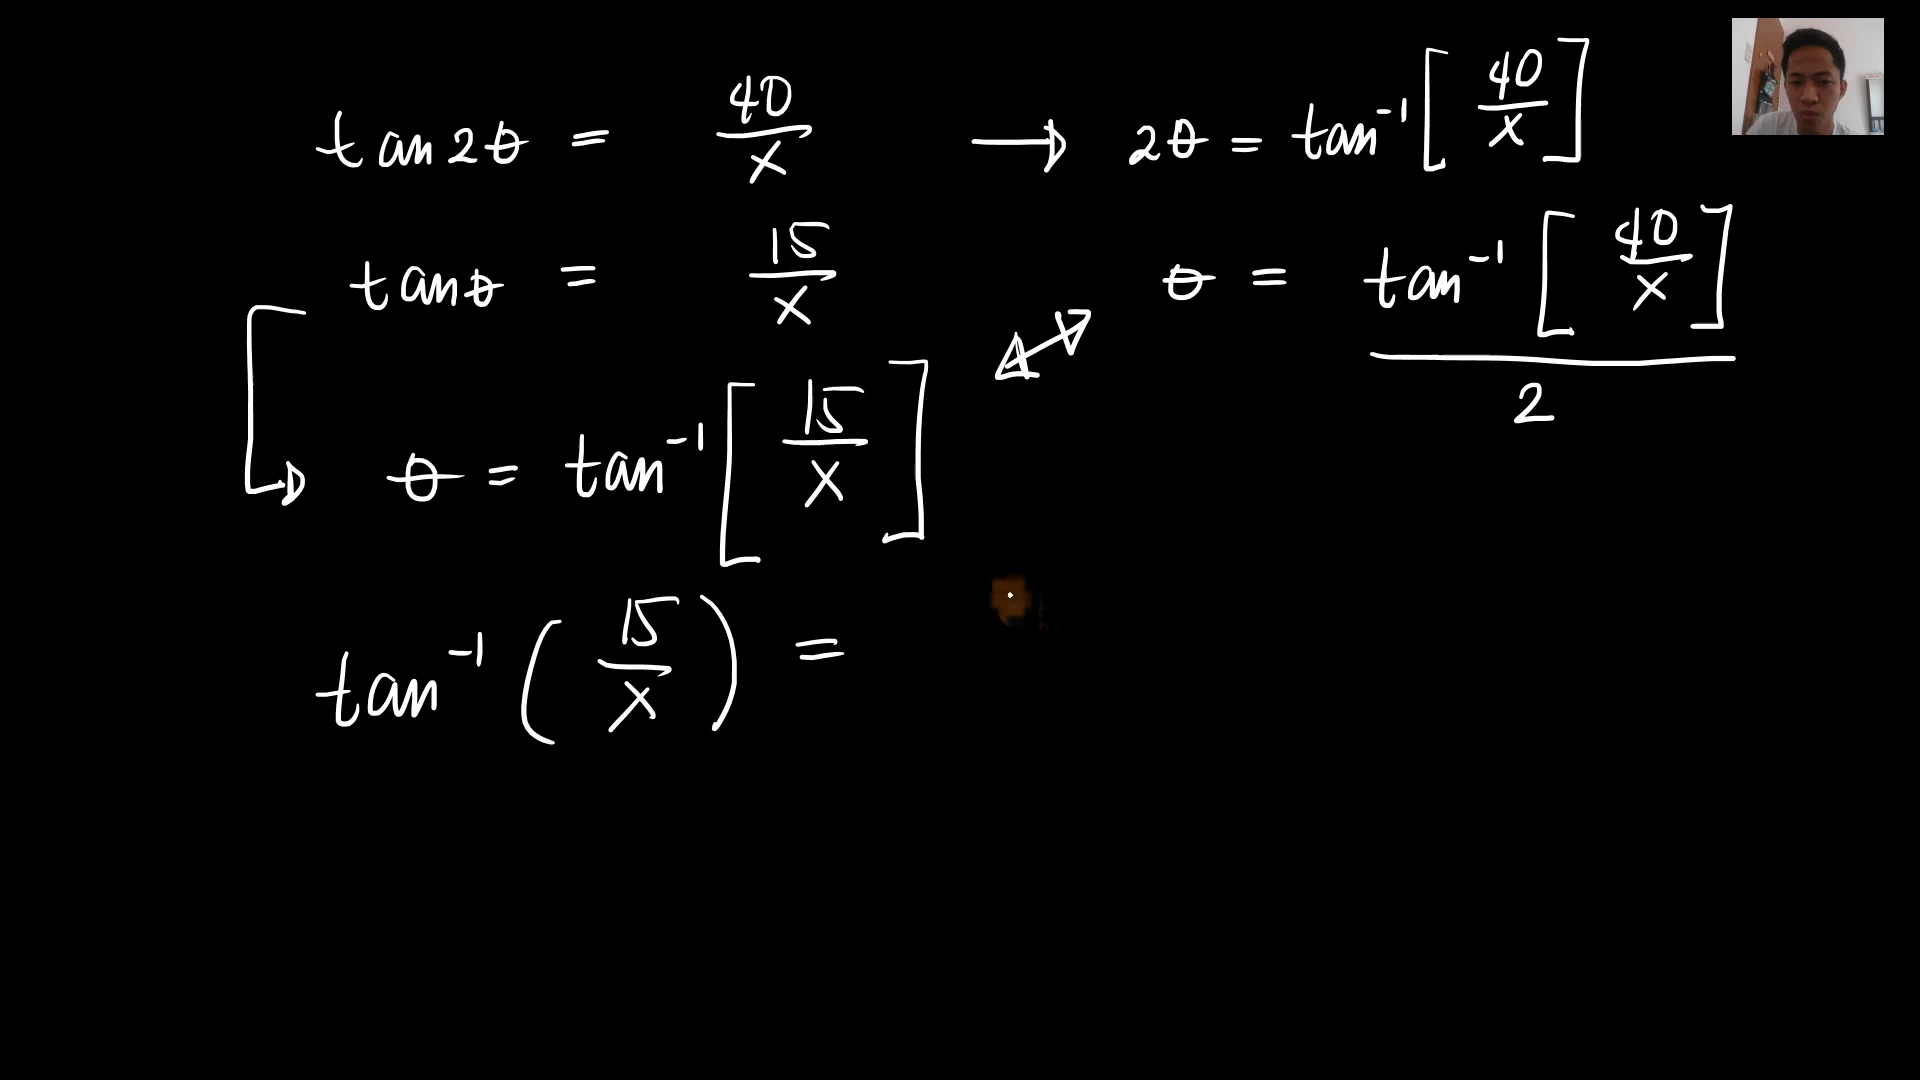 tan 2θ = 40/x → 2θ = tan⁻¹[40/x]
tan θ = 15/x
θ = tan⁻¹[40/x] / 2
θ = tan⁻¹[15/x]
tan⁻¹(15/x) =